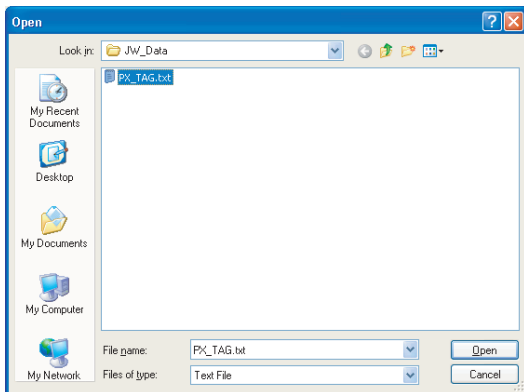 Open
Look in: JW_Data
PX_TAG.txt
My Recent
Documents
Desktop
My Documents
My Computer
My Network
File name: PX_TAG.txt Open
Files of type: Text File Cancel